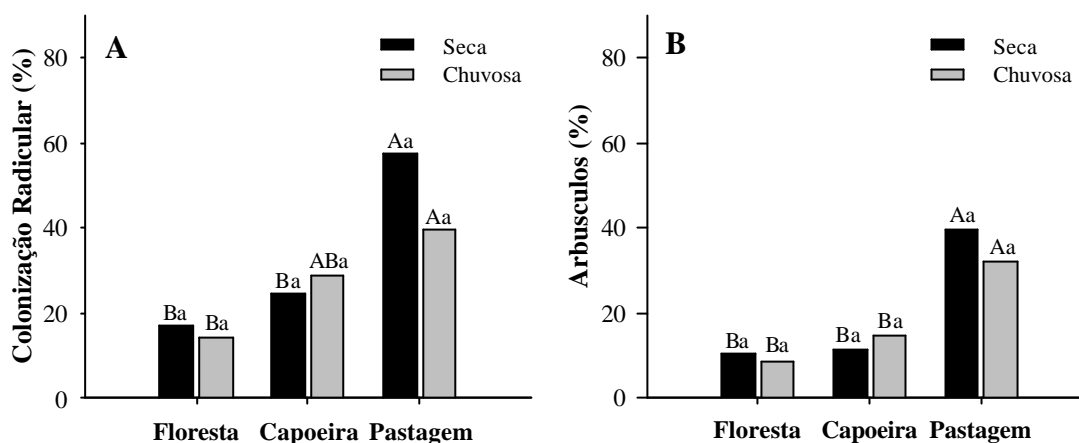 A
Seca
Chuvosa
Colonização Radicular (%)
80
60
40
20
0
Ba
Ba
Ba
ABa
Aa
Aa
Floresta
Capoeira
Pastagem
B
Seca
Chuvosa
Arbusculos (%)
80
60
40
20
0
Ba
Ba
Ba
Ba
Aa
Aa
Floresta
Capoeira
Pastagem